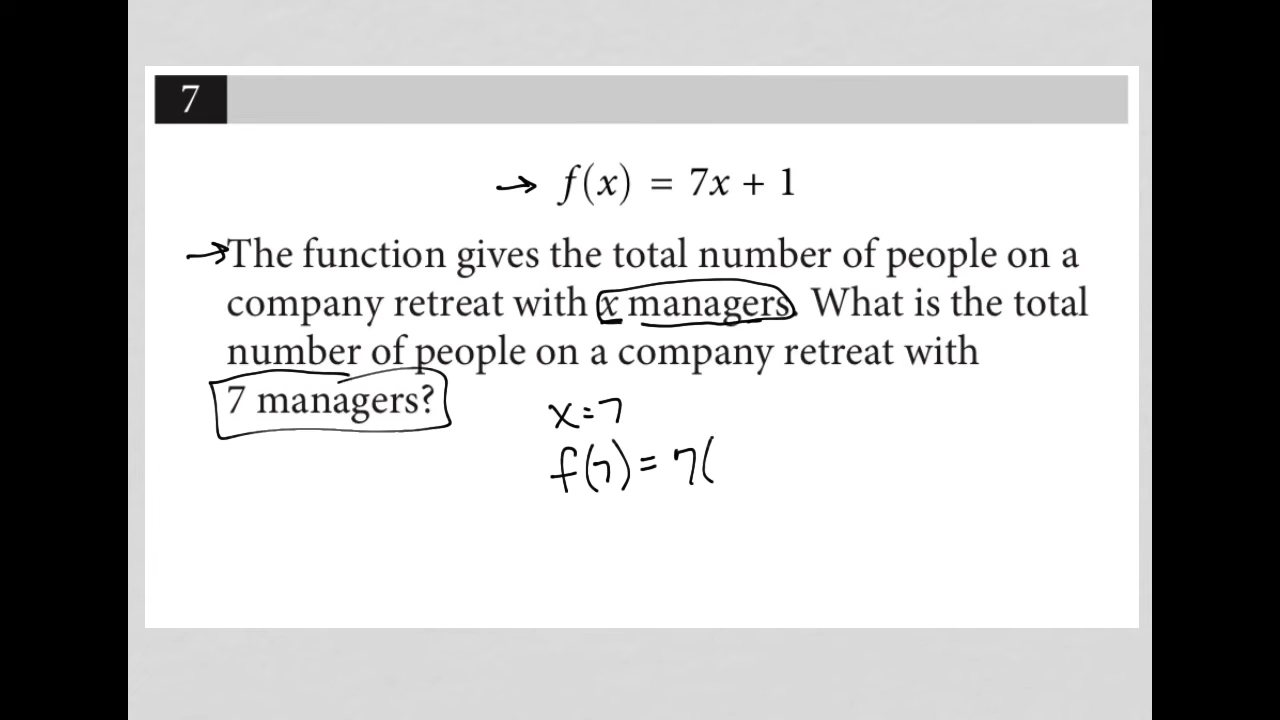 7
→ f(x) = 7x + 1
→The function gives the total number of people on a
company retreat with x managers. What is the total
number of people on a company retreat with
7 managers?
x=7
f(7) = 7(